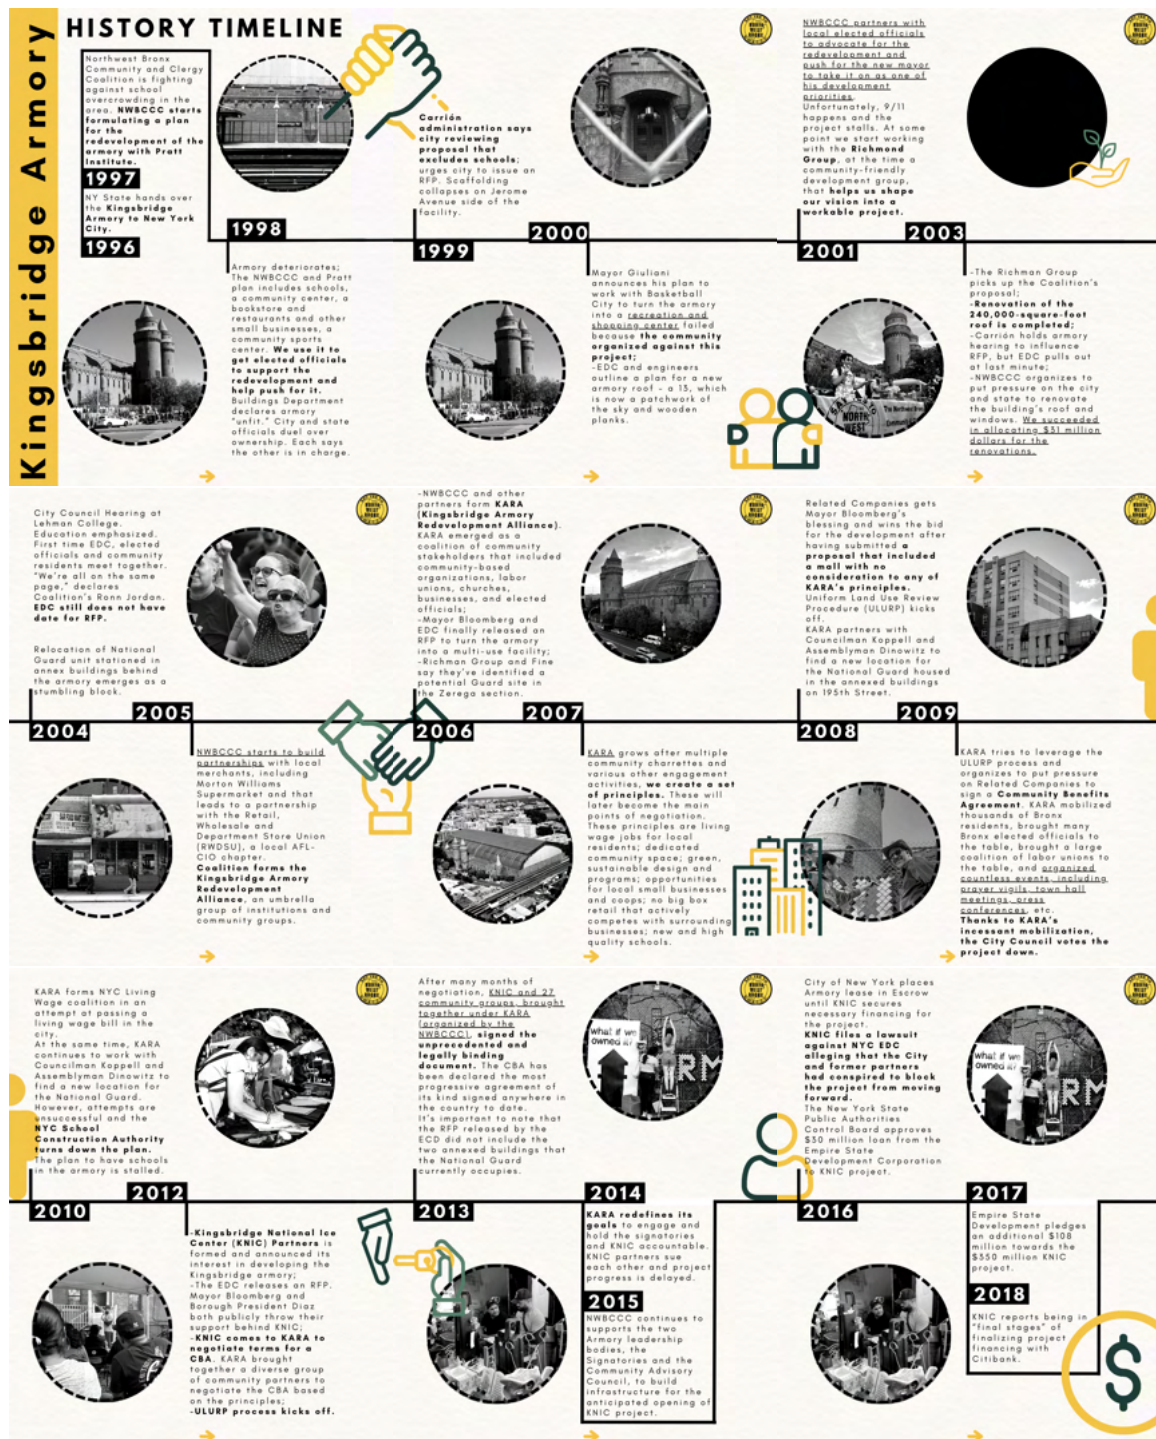 Kingsbridge Armory
HISTORY TIMELINE
Northwest Bronx
Community and Clergy
Coalition is fighting
against school
overcrowding in the
area. NWBCCC starts
formulating a plan
for the
redevelopment of the
armory with Pratt
Institute.
1997
NY State hands over
the Kingsbridge
Armory to New York
City.
1996
1998
Armory deteriorates;
The NWBCCC and Pratt
plan includes schools,
a community center, a
bookstore and
restaurants and other
small businesses, a
community sports
center. We use it to
get elected officials
to support the
redevelopment and
help push for it.
Buildings Department
declares armory
"unfit." City and state
officials duel over
ownership. Each says
the other is in charge.
Carrión
administration says
city reviewing
proposal that
excludes schools;
urges city to issue an
RFP. Scaffolding
collapses on Jerome
Avenue side of the
facility.
1999
2000
Mayor Giuliani
announces his plan to
work with Basketball
City to turn the armory
into a recreation and
shopping center failed
because the community
organized against this
project;
-EDC and engineers
outline a plan for a new
armory roof - a 13, which
is now a patchwork of
the sky and wooden
planks.
NWBCCC partners with
local elected officials
to advocate for the
redevelopment and
push for the new mayor
to take it on as one of
his development
priorities.
Unfortunately, 9/11
happens and the
project stalls. At some
point we start working
with the Richmond
Group, at the time a
community-friendly
development group,
that helps us shape
our vision into a
workable project.
2001
2003
-The Richman Group
picks up the Coalition's
proposal;
-Renovation of the
240,000-square-foot
roof is completed;
-Carrión holds armory
hearing to influence
RFP, but EDC pulls out
at last minute;
-NWBCCC organizes to
put pressure on the city
and state to renovate
the building's roof and
windows. We succeeded
in allocating $31 million
dollars for the
renovations.
NORTH
WEST
City Council Hearing at
Lehman College.
Education emphasized.
First time EDC, elected
officials and community
residents meet together.
"We're all on the same
page," declares
Coalition's Ronn Jordan.
EDC still does not have
date for RFP.
Relocation of National
Guard unit stationed in
annex buildings behind
the armory emerges as a
stumbling block.
2004
2005
NWBCCC starts to build
partnerships with local
merchants, including
Morton Williams
Supermarket and that
leads to a partnership
with the Retail,
Wholesale and
Department Store Union
(RWDSU), a local AFL-
CIO chapter.
Coalition forms the
Kingsbridge Armory
Redevelopment
Alliance, an umbrella
group of institutions and
community groups.
-NWBCCC and other
partners form KARA
(Kingsbridge Armory
Redevelopment Alliance).
KARA emerged as a
coalition of community
stakeholders that included
community-based
organizations, labor
unions, churches,
businesses, and elected
officials;
-Mayor Bloomberg and
EDC finally released an
RFP to turn the armory
into a multi-use facility;
-Richman Group and Fine
say they've identified a
potential Guard site in
the Zerega section.
2006
2007
KARA grows after multiple
community charrettes and
various other engagement
activities, we create a set
of principles. These will
later become the main
points of negotiation.
These principles are living
wage jobs for local
residents; dedicated
community space; green,
sustainable design and
programs; opportunities
for local small businesses
and coops; no big box
retail that actively
competes with surrounding
businesses; new and high
quality schools.
Related Companies gets
Mayor Bloomberg's
blessing and wins the bid
for the development after
having submitted a
proposal that included
a mall with no
consideration to any of
KARA's principles.
Uniform Land Use Review
Procedure (ULURP) kicks
off.
KARA partners with
Councilman Koppell and
Assemblyman Dinowitz to
find a new location for
the National Guard housed
in the annexed buildings
on 195th Street.
2008
2009
KARA tries to leverage the
ULURP process and
organizes to put pressure
on Related Companies to
sign a Community Benefits
Agreement. KARA mobilized
thousands of Bronx
residents, brought many
Bronx elected officials to
the table, brought a large
coalition of labor unions to
the table, and organized
countless events, including
prayer vigils, town hall
meetings, press
conferences, etc.
Thanks to KARA's
incessant mobilization,
the City Council votes the
project down.
KARA forms NYC Living
Wage coalition in an
attempt at passing a
living wage bill in the
city.
At the same time, KARA
continues to work with
Councilman Koppell and
Assemblyman Dinowitz to
find a new location for
the National Guard.
However, attempts are
unsuccessful and the
NYC School
Construction Authority
turns down the plan.
The plan to have schools
in the armory is stalled.
2010
2012
-Kingsbridge National Ice
Center (KNIC) Partners is
formed and announced its
interest in developing the
Kingsbridge armory;
-The EDC releases an RFP.
Mayor Bloomberg and
Borough President Diaz
both publicly throw their
support behind KNIC;
-KNIC comes to KARA to
negotiate terms for a
CBA. KARA brought
together a diverse group
of community partners to
negotiate the CBA based
on the principles;
-ULURP process kicks off.
After many months of
negotiation, KNIC and 27
community groups, brought
together under KARA
(organized by the
NWBCCC), signed the
unprecedented and
legally binding
document. The CBA has
been declared the most
progressive agreement of
its kind signed anywhere in
the country to date.
It's important to note that
the RFP released by the
ECD did not include the
two annexed buildings that
the National Guard
currently occupies.
what if we
owned it?
RM
2013
2014
KARA redefines its
goals to engage and
hold the signatories
and KNIC accountable.
KNIC partners sue
each other and project
progress is delayed.
2015
NWBCCC continues to
supports the two
Armory leadership
bodies, the
Signatories and the
Community Advisory
Council, to build
infrastructure for the
anticipated opening of
KNIC project.
City of New York places
Armory lease in Escrow
until KNIC secures
necessary financing for
the project.
KNIC files a lawsuit
against NYC EDC
alleging that the City
and former partners
had conspired to block
the project from moving
forward.
The New York State
Public Authorities
Control Board approves
$30 million loan from the
Empire State
Development Corporation
to KNIC project.
what if we
owned it?
RM
2016
2017
Empire State
Development pledges
an additional $108
million towards the
$350 million KNIC
project.
2018
KNIC reports being in
"final stages" of
finalizing project
financing with
Citibank.
$